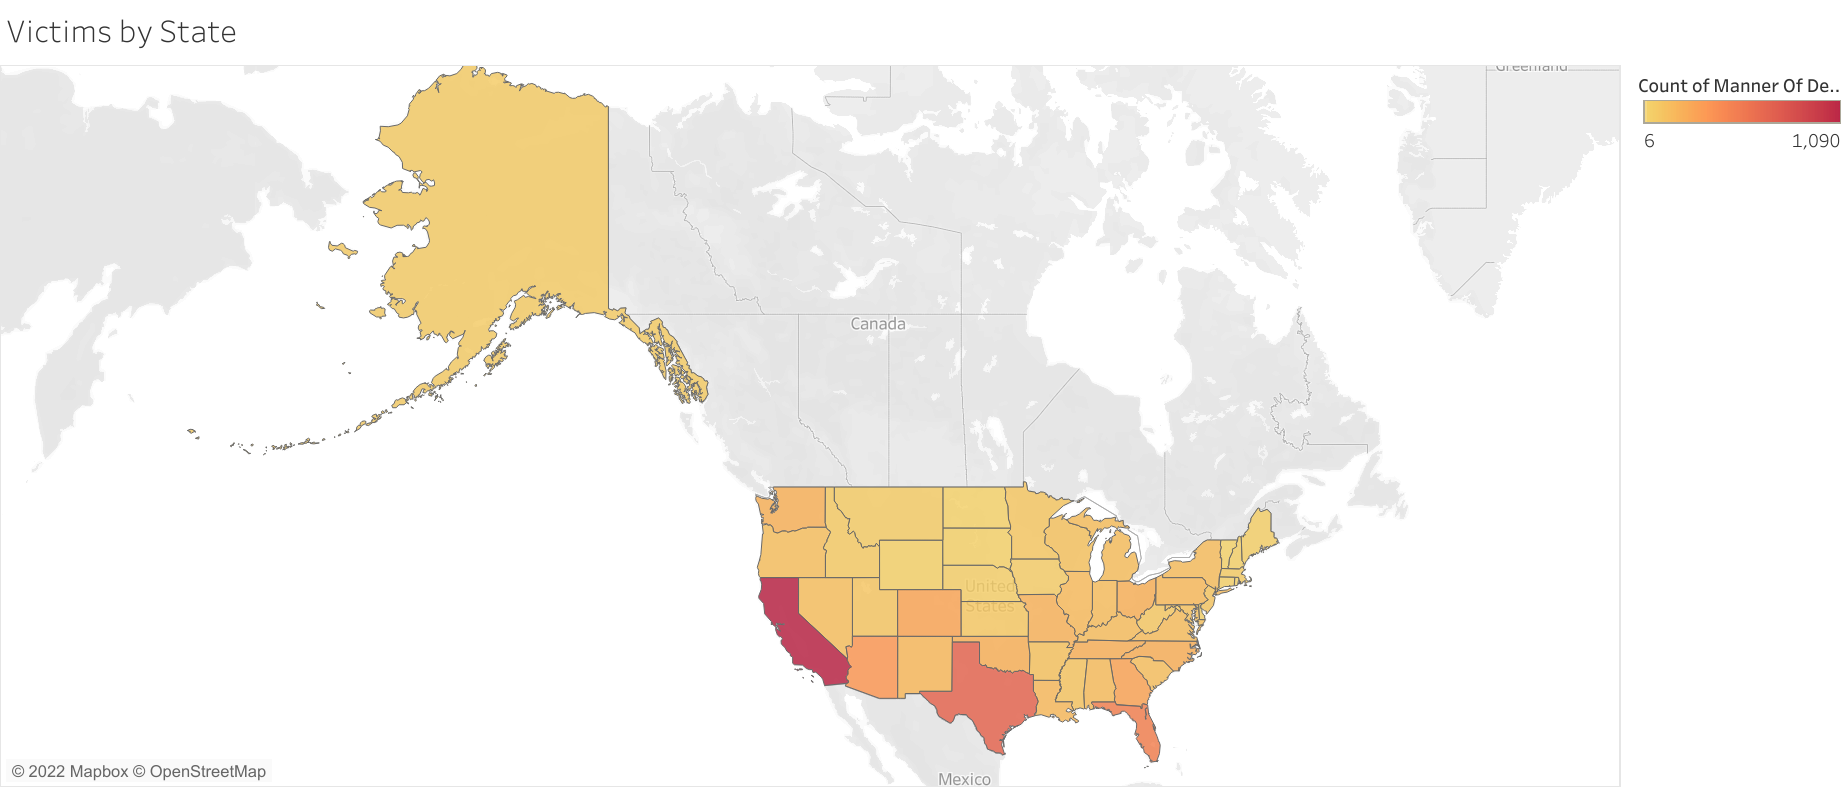 Victims by State
Greenland
Count of Manner Of De..
6 1,090
Canada
United
States
© 2022 Mapbox © OpenStreetMap
Mexico